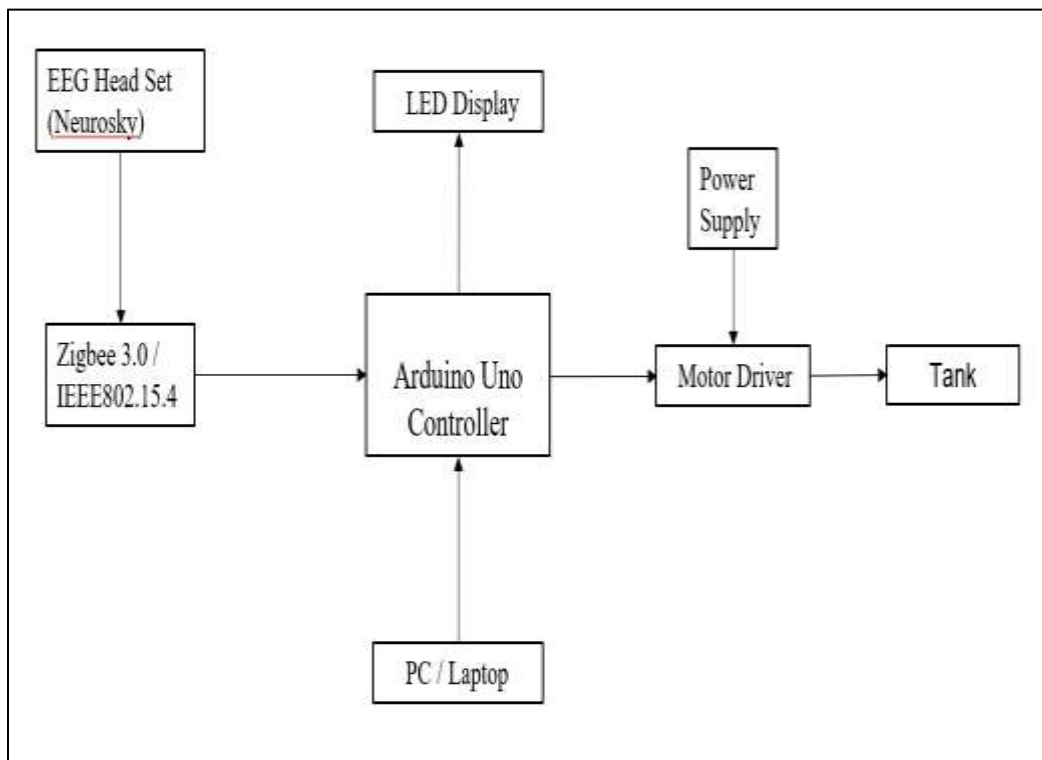 EEG Head Set
(Neurosky)
LED Display
Power
Supply
Zigbee 3.0 /
IEEE802.15.4
Arduino Uno
Controller
Motor Driver
Tank
PC / Laptop